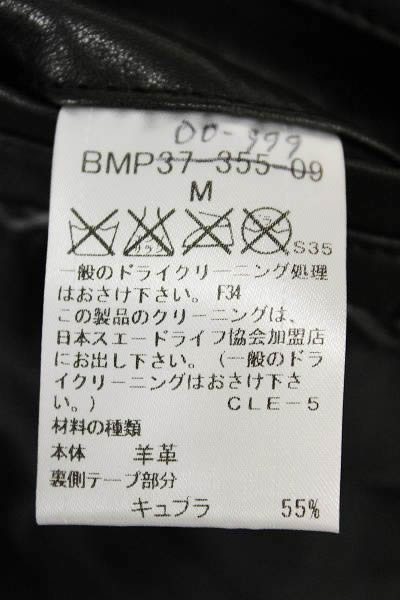 00-999
BMP37-355-09
M
S35
一般のドライクリーニング処理
はおさけ下さい。 F34
この製品のクリーニングは、
日本スエードライフ協会加盟店
にお出し下さい。(一般のドラ
イクリーニングはおさけ下さ
い。) CLE-5
材料の種類
本体 羊革
裏側テープ部分
キュプラ 55%